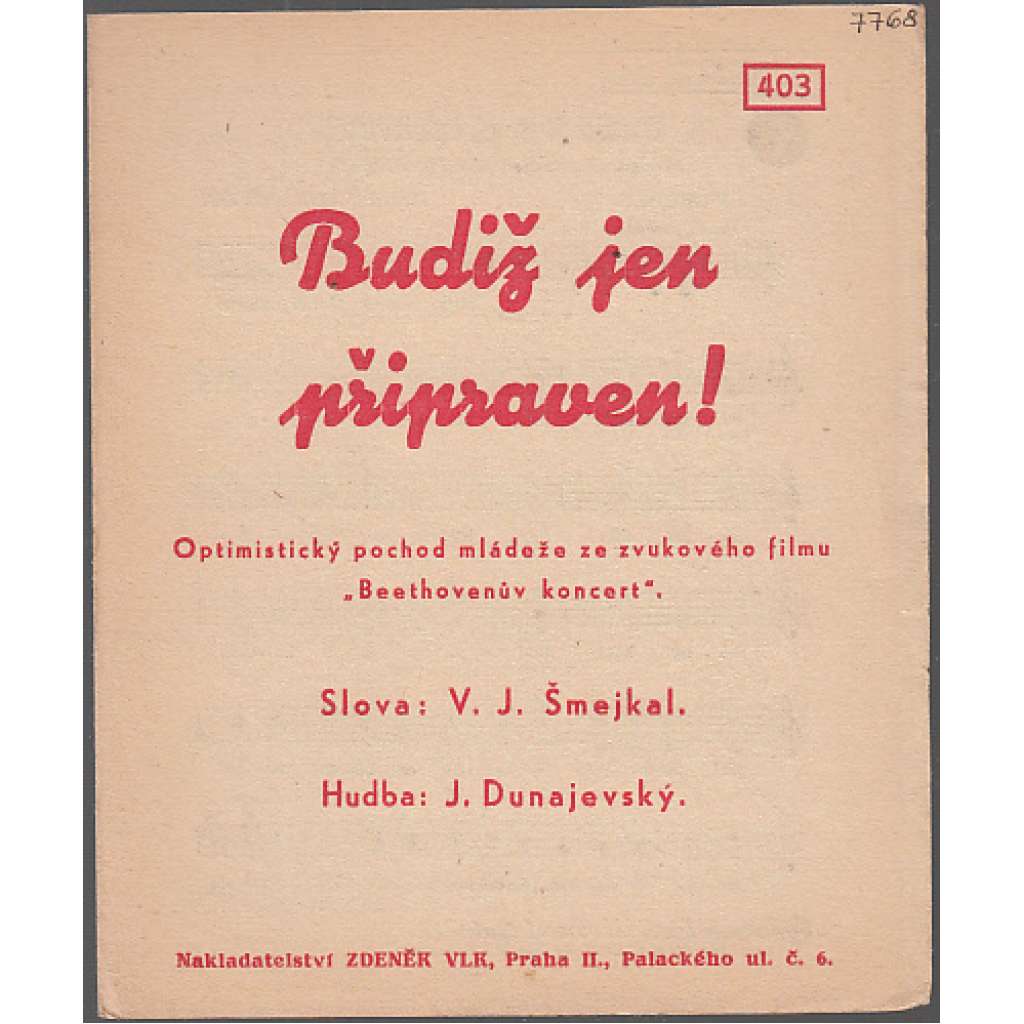 7768
403
Budiž jen
připraven!
Optimistický pochod mládeže ze zvukového filmu
„Beethovenův koncert“.
Slova: V. J. Šmejkal.
Hudba: J. Dunajevský.
Nakladatelství ZDENĚK VLK, Praha II., Palackého ul. č. 6.